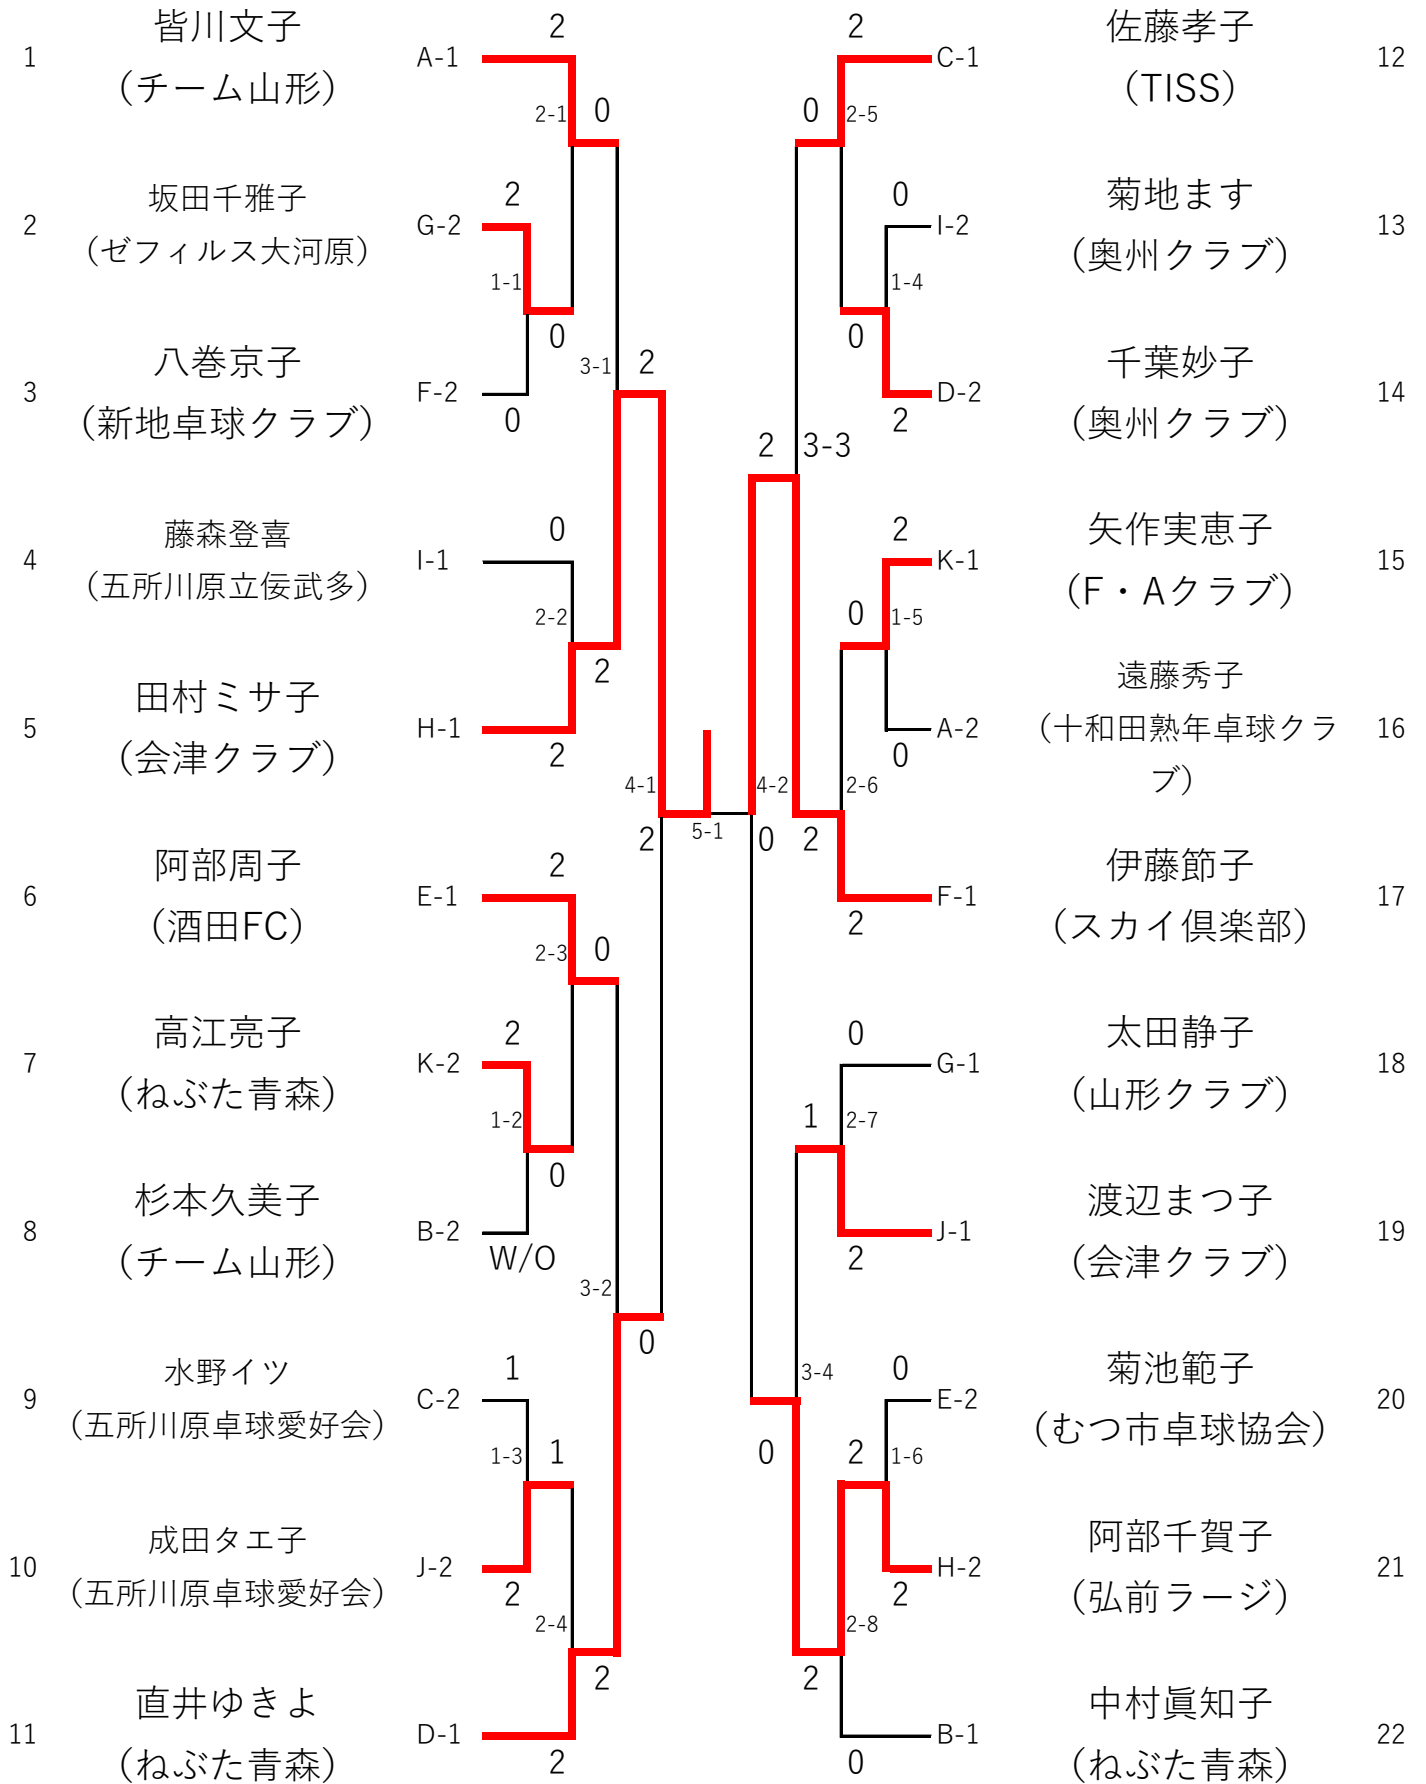 1
皆川文子
(チーム山形)
A-1
2
2-1
0
2
坂田千雅子
(ゼフィルス大河原)
G-2
2
1-1
0
3
八巻京子
(新地卓球クラブ)
F-2
0
3-1
2
4
藤森登喜
(五所川原立佞武多)
I-1
0
2-2
2
5
田村ミサ子
(会津クラブ)
H-1
2
4-1
2
5-1
6
阿部周子
(酒田FC)
E-1
2
2-3
0
7
高江亮子
(ねぶた青森)
K-2
2
1-2
0
8
杉本久美子
(チーム山形)
B-2
W/O
3-2
0
9
水野イツ
(五所川原卓球愛好会)
C-2
1
1-3
1
10
成田タエ子
(五所川原卓球愛好会)
J-2
2
2-4
2
11
直井ゆきよ
(ねぶた青森)
D-1
2
2
0
2-5
C-1
佐藤孝子
(TISS)
12
0
I-2
1-4
菊地ます
(奥州クラブ)
13
0
D-2
2
千葉妙子
(奥州クラブ)
14
2
3-3
2
K-1
0
1-5
矢作実恵子
(F・Aクラブ)
15
A-2
0
遠藤秀子
(十和田熟年卓球クラ
ブ)
16
4-2
2-6
0
2
F-1
2
伊藤節子
(スカイ倶楽部)
17
0
G-1
1
2-7
太田静子
(山形クラブ)
18
J-1
2
渡辺まつ子
(会津クラブ)
19
3-4
0
E-2
0
2
1-6
菊池範子
(むつ市卓球協会)
20
H-2
2
2-8
阿部千賀子
(弘前ラージ)
21
2
B-1
0
中村眞知子
(ねぶた青森)
22